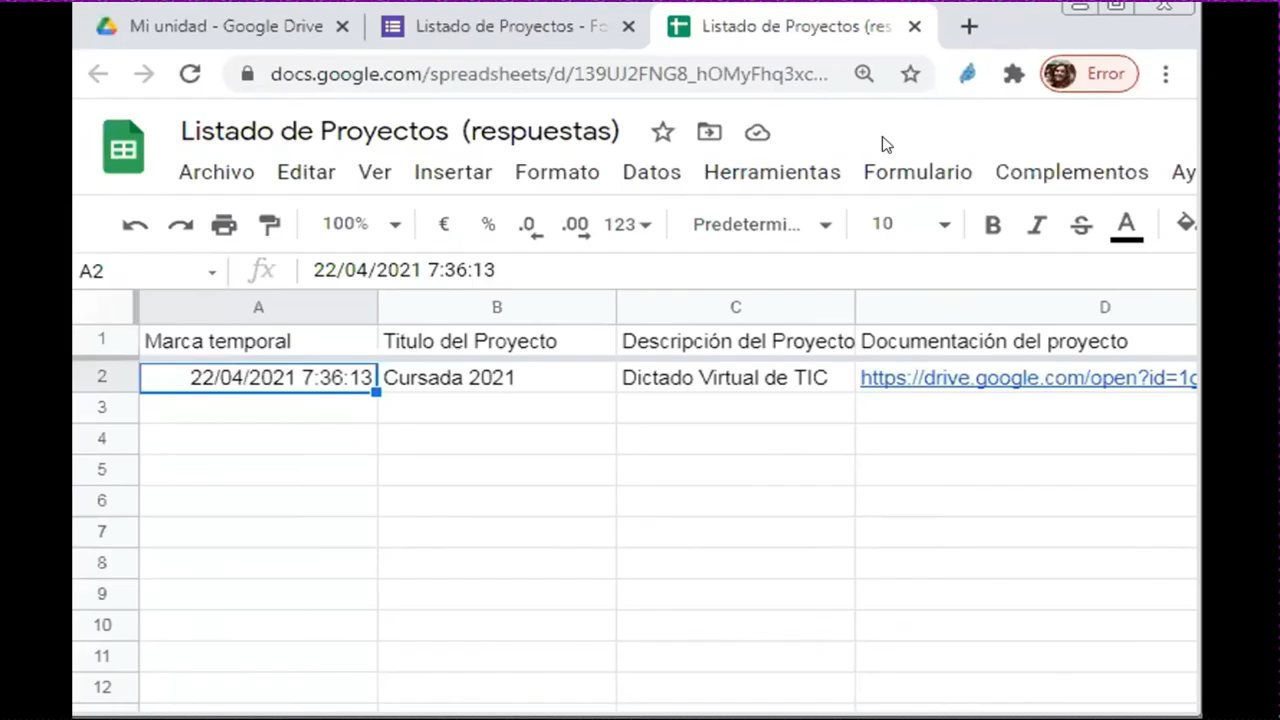 Mi unidad - Google Drive
Listado de Proyectos - Fo
Listado de Proyectos (res
docs.google.com/spreadsheets/d/139UJ2FNG8_hOMyFhq3xc...
Error
Listado de Proyectos (respuestas)
Archivo Editar Ver Insertar Formato Datos Herramientas Formulario Complementos Ay
100% € % .0 .00 123 Predetermi... 10 B I S A
A2 fx 22/04/2021 7:36:13
A B C D
1 Marca temporal Titulo del Proyecto Descripción del Proyecto Documentación del proyecto
2 22/04/2021 7:36:13 Cursada 2021 Dictado Virtual de TIC https://drive.google.com/open?id=1g
3
4
5
6
7
8
9
10
11
12